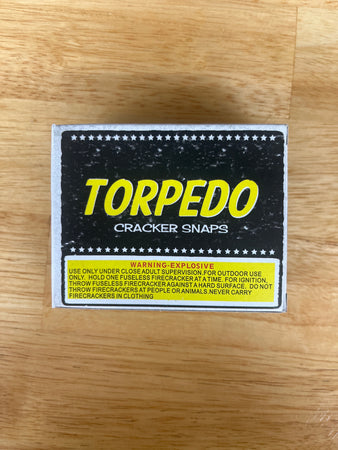 TORPEDO
CRACKER SNAPS
WARNING-EXPLOSIVE
USE ONLY UNDER CLOSE ADULT SUPERVISION,FOR OUTDOOR USE
ONLY. HOLD ONE FUSELESS FIRECRACKER AT A TIME. FOR IGNITION,
THROW FUSELESS FIRECRACKER AGAINST A HARD SURFACE. DO NOT
THROW FIRECRACKERS AT PEOPLE OR ANIMALS.NEVER CARRY
FIRECRACKERS IN CLOTHING